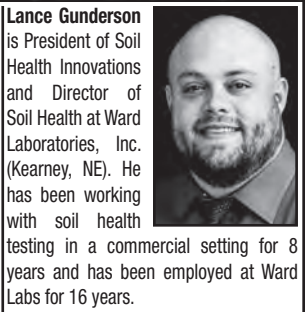 Lance Gunderson
is President of Soil
Health Innovations
and Director of
Soil Health at Ward
Laboratories, Inc.
(Kearney, NE). He
has been working
with soil health
testing in a commercial setting for 8
years and has been employed at Ward
Labs for 16 years.